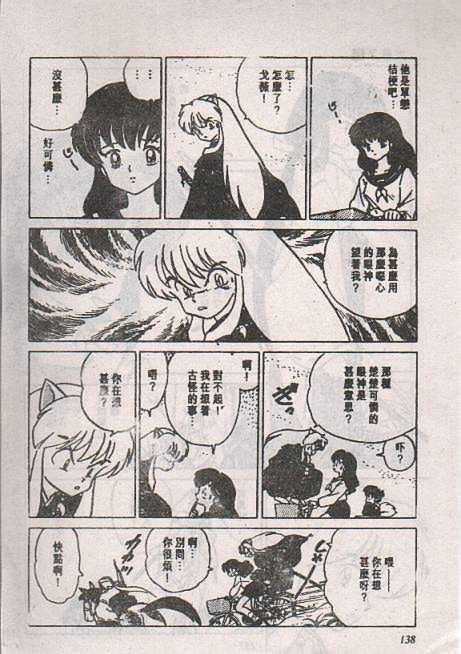 他是單戀
桔梗吧…
怎…
怎麼了？
戈薇！
…
…
沒甚麼…
好可憐…
為甚麼用
那麼噁心
的眼神
望着我？
那種
楚楚可憐的
眼神是
甚麼意思？
吓？
啊！
對不起！
我在想着
古怪的事…
唔？
你在想
甚麼？
喂——
你在想
甚麼呀？
啊…
別問…
你很煩！
快點啊！
138